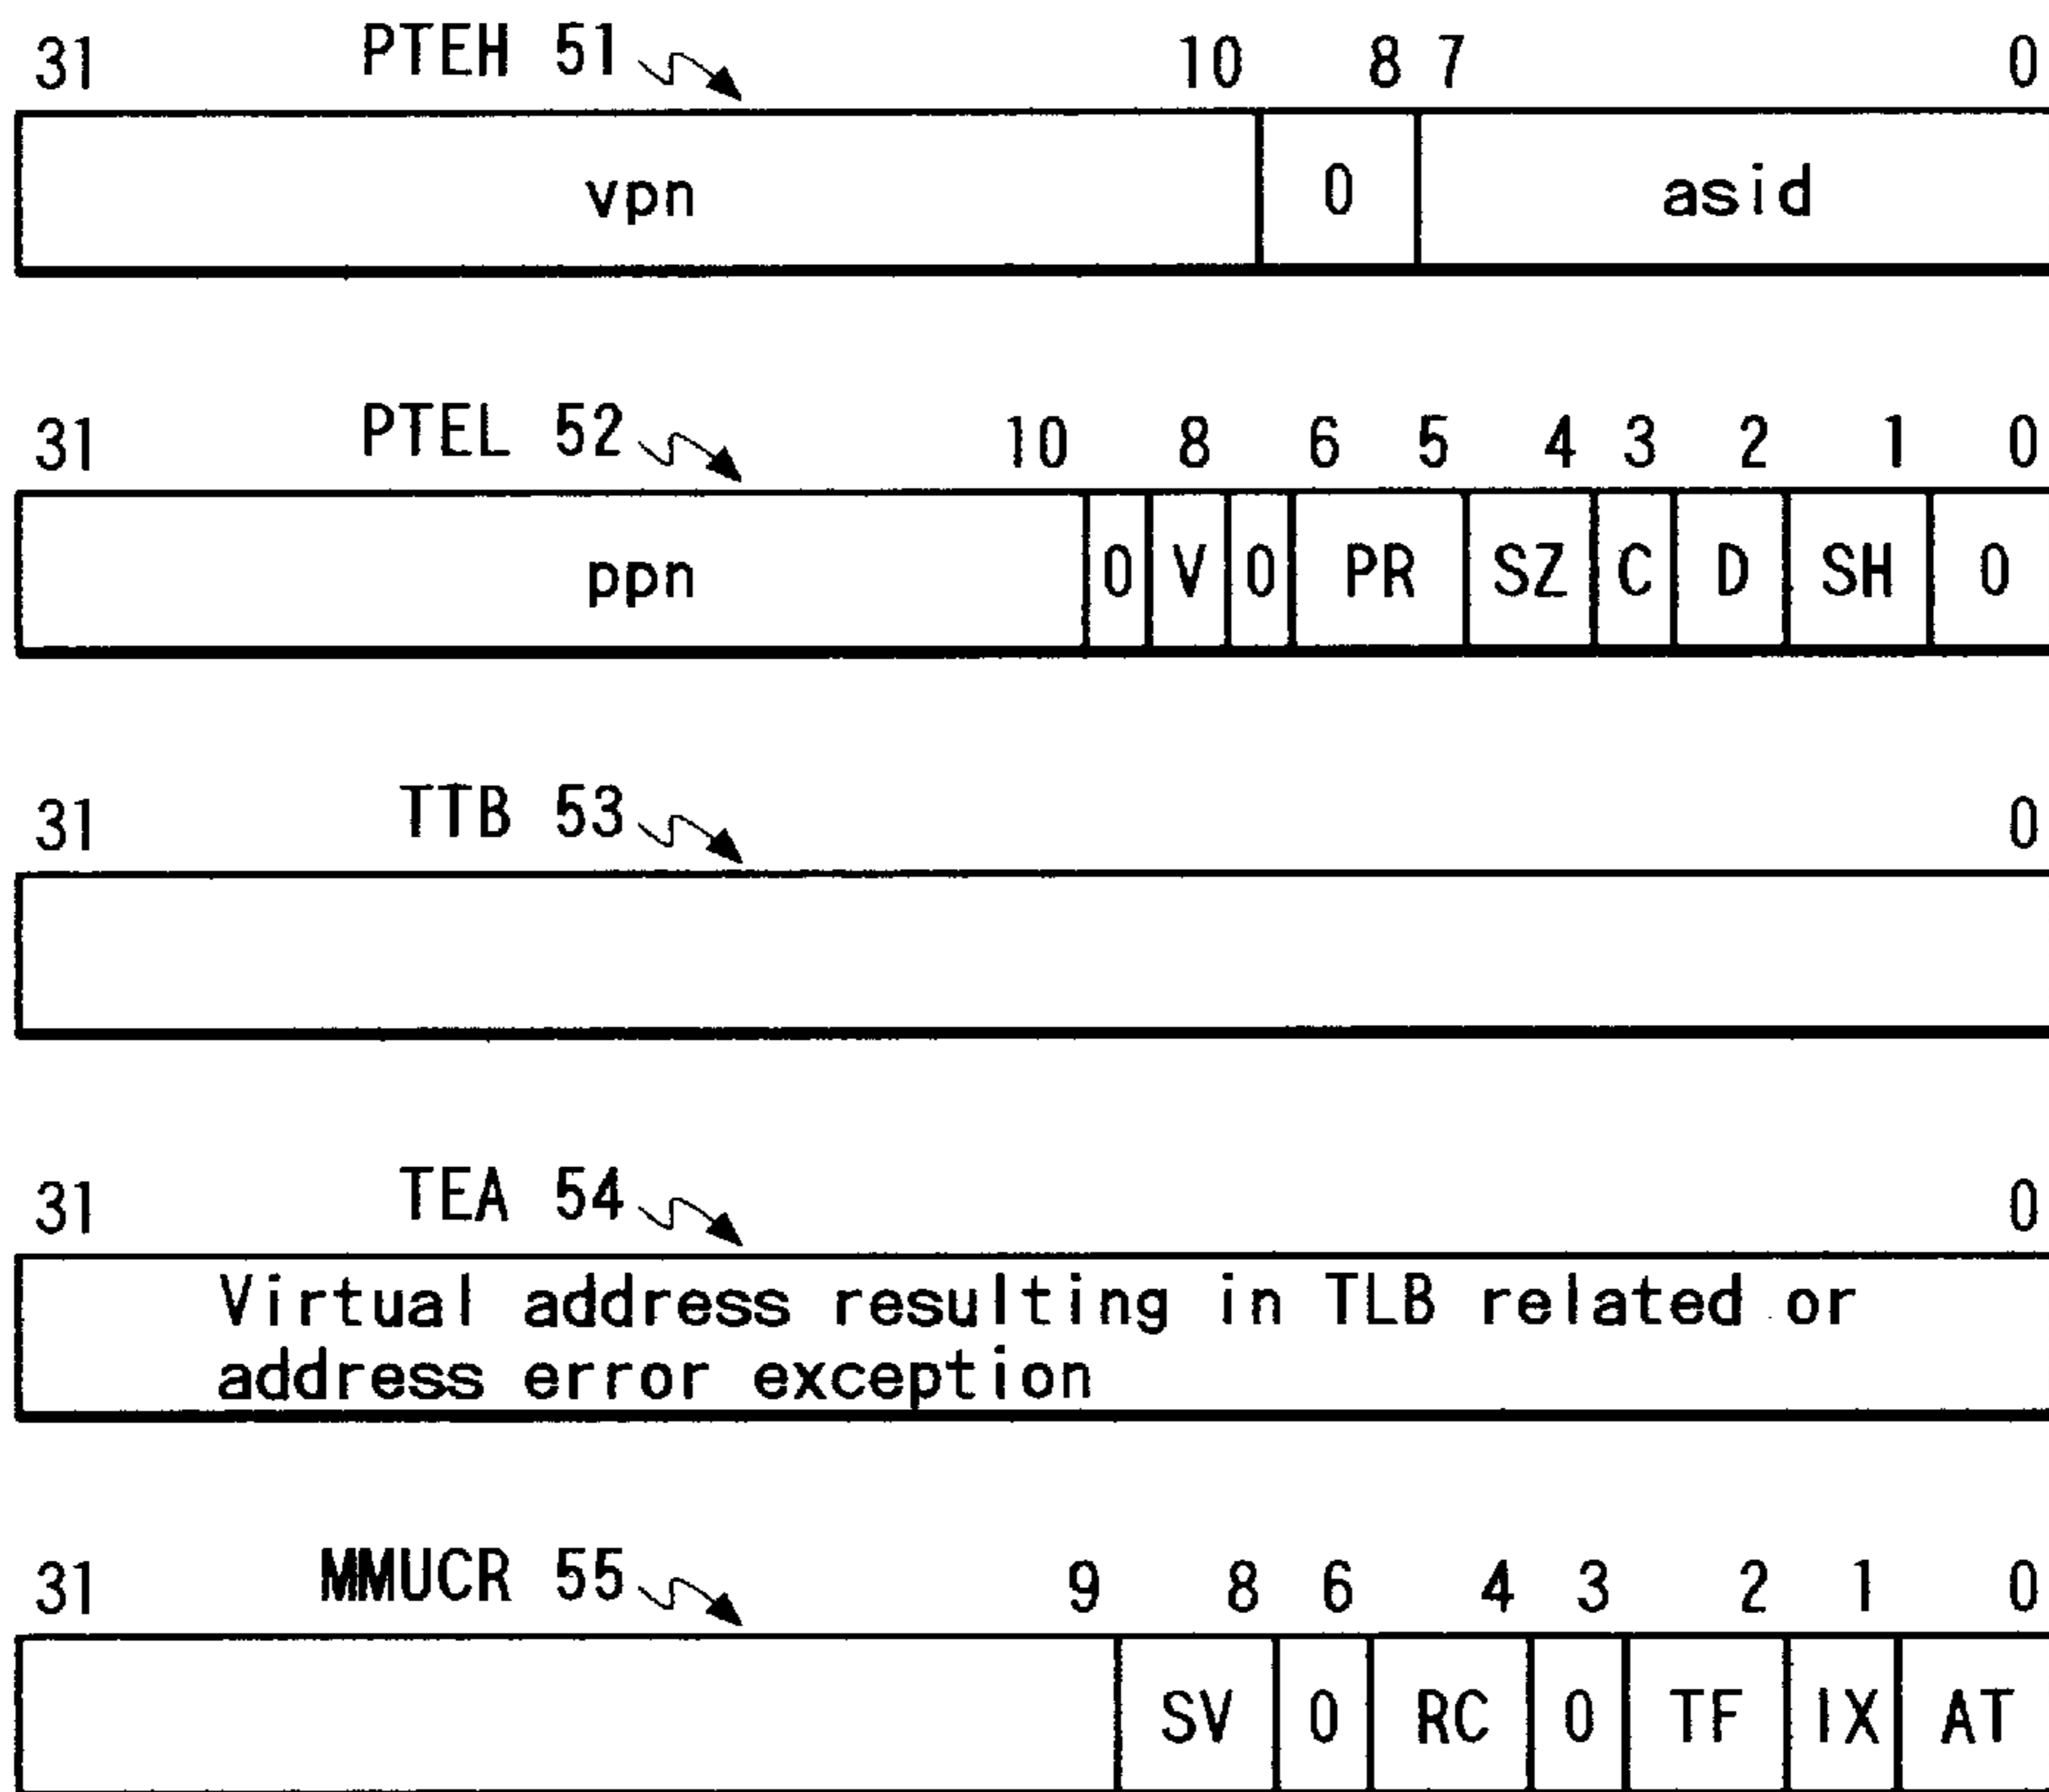 31 PTEH 51 10 8 7 0
vpn 0 asid
31 PTEL 52 10 8 6 5 4 3 2 1 0
ppn 0 V 0 PR SZ C D SH 0
31 TTB 53 0
31 TEA 54 0
Virtual address resulting in TLB related or
address error exception
31 MMUCR 55 9 8 6 4 3 2 1 0
SV 0 RC 0 TF IX AT